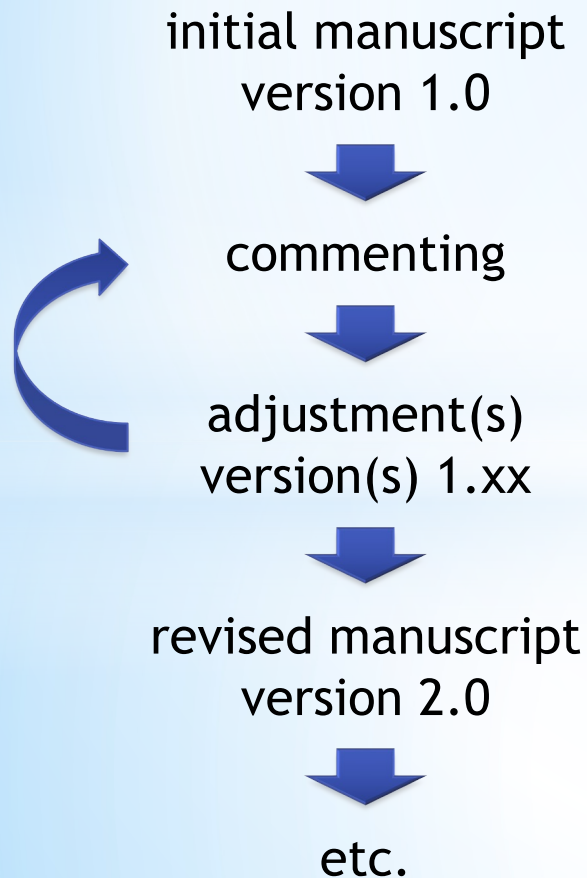 initial manuscript
version 1.0
commenting
adjustment(s)
version(s) 1.xx
revised manuscript
version 2.0
etc.